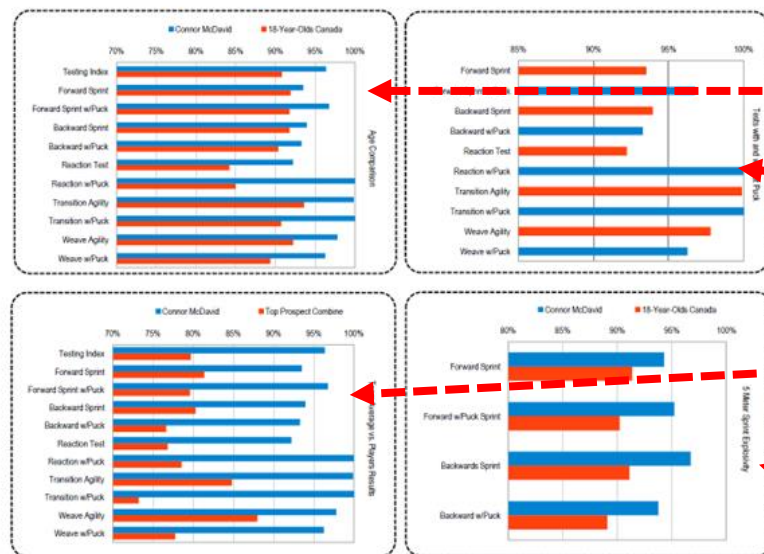 Connor McDavid 18-Year-Olds Canada
70% 75% 80% 85% 90% 95% 100%
Testing Index
Forward Sprint
Forward Sprint w/Puck
Backward Sprint
Backward w/Puck
Reaction Test
Reaction w/Puck
Transition Agility
Transition w/Puck
Weave Agility
Weave w/Puck
Age Comparison
85% 90% 95% 100%
Forward Sprint
Backward Sprint
Backward w/Puck
Reaction Test
Reaction w/Puck
Transition Agility
Transition w/Puck
Weave Agility
Weave w/Puck
Tests with and Puck
Connor McDavid Top Prospect Combine
70% 75% 80% 85% 90% 95% 100%
Testing Index
Forward Sprint
Forward Sprint w/Puck
Backward Sprint
Backward w/Puck
Reaction Test
Reaction w/Puck
Transition Agility
Transition w/Puck
Weave Agility
Weave w/Puck
vs. Players Results
Connor McDavid 18-Year-Olds Canada
80% 85% 90% 95% 100%
Forward Sprint
Forward w/Puck Sprint
Backwards Sprint
Backward w/Puck
5 Meter Sprint Explosivity